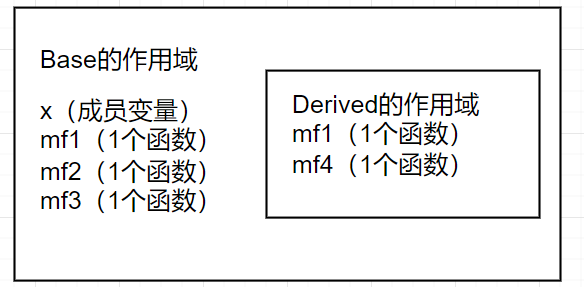 Base的作用域
x（成员变量）
mf1（1个函数）
mf2（1个函数）
mf3（1个函数）
Derived的作用域
mf1（1个函数）
mf4（1个函数）